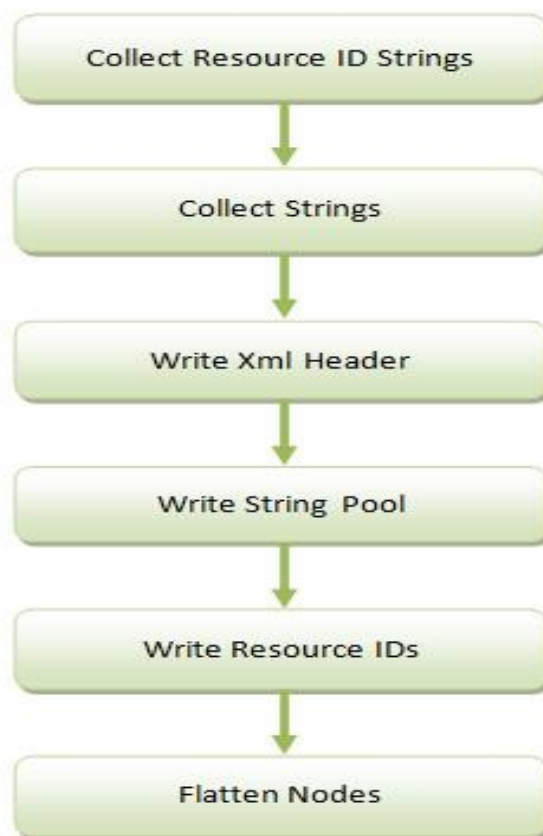 Collect Resource ID Strings
Collect Strings
Write Xml Header
Write String Pool
Write Resource IDs
Flatten Nodes